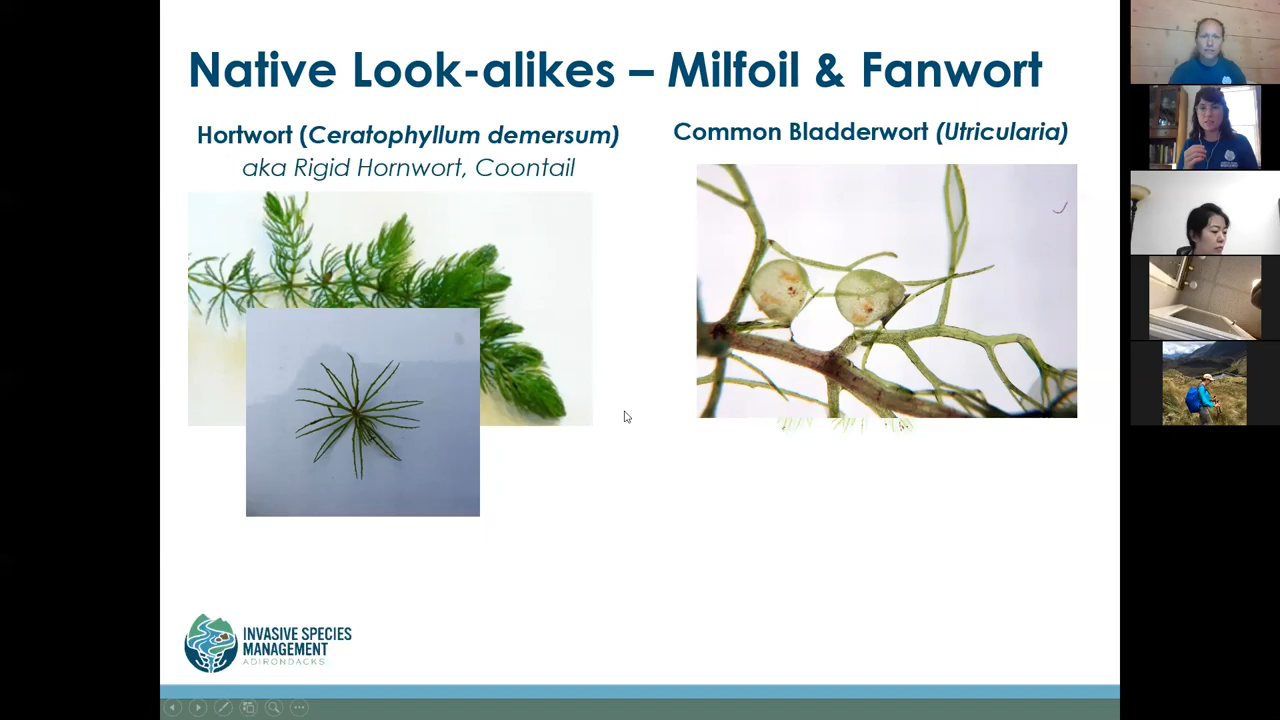 Native Look-alikes – Milfoil & Fanwort
Hortwort (Ceratophyllum demersum)
aka Rigid Hornwort, Coontail
Common Bladderwort (Utricularia)
INVASIVE SPECIES
MANAGEMENT
ADIRONDACKS